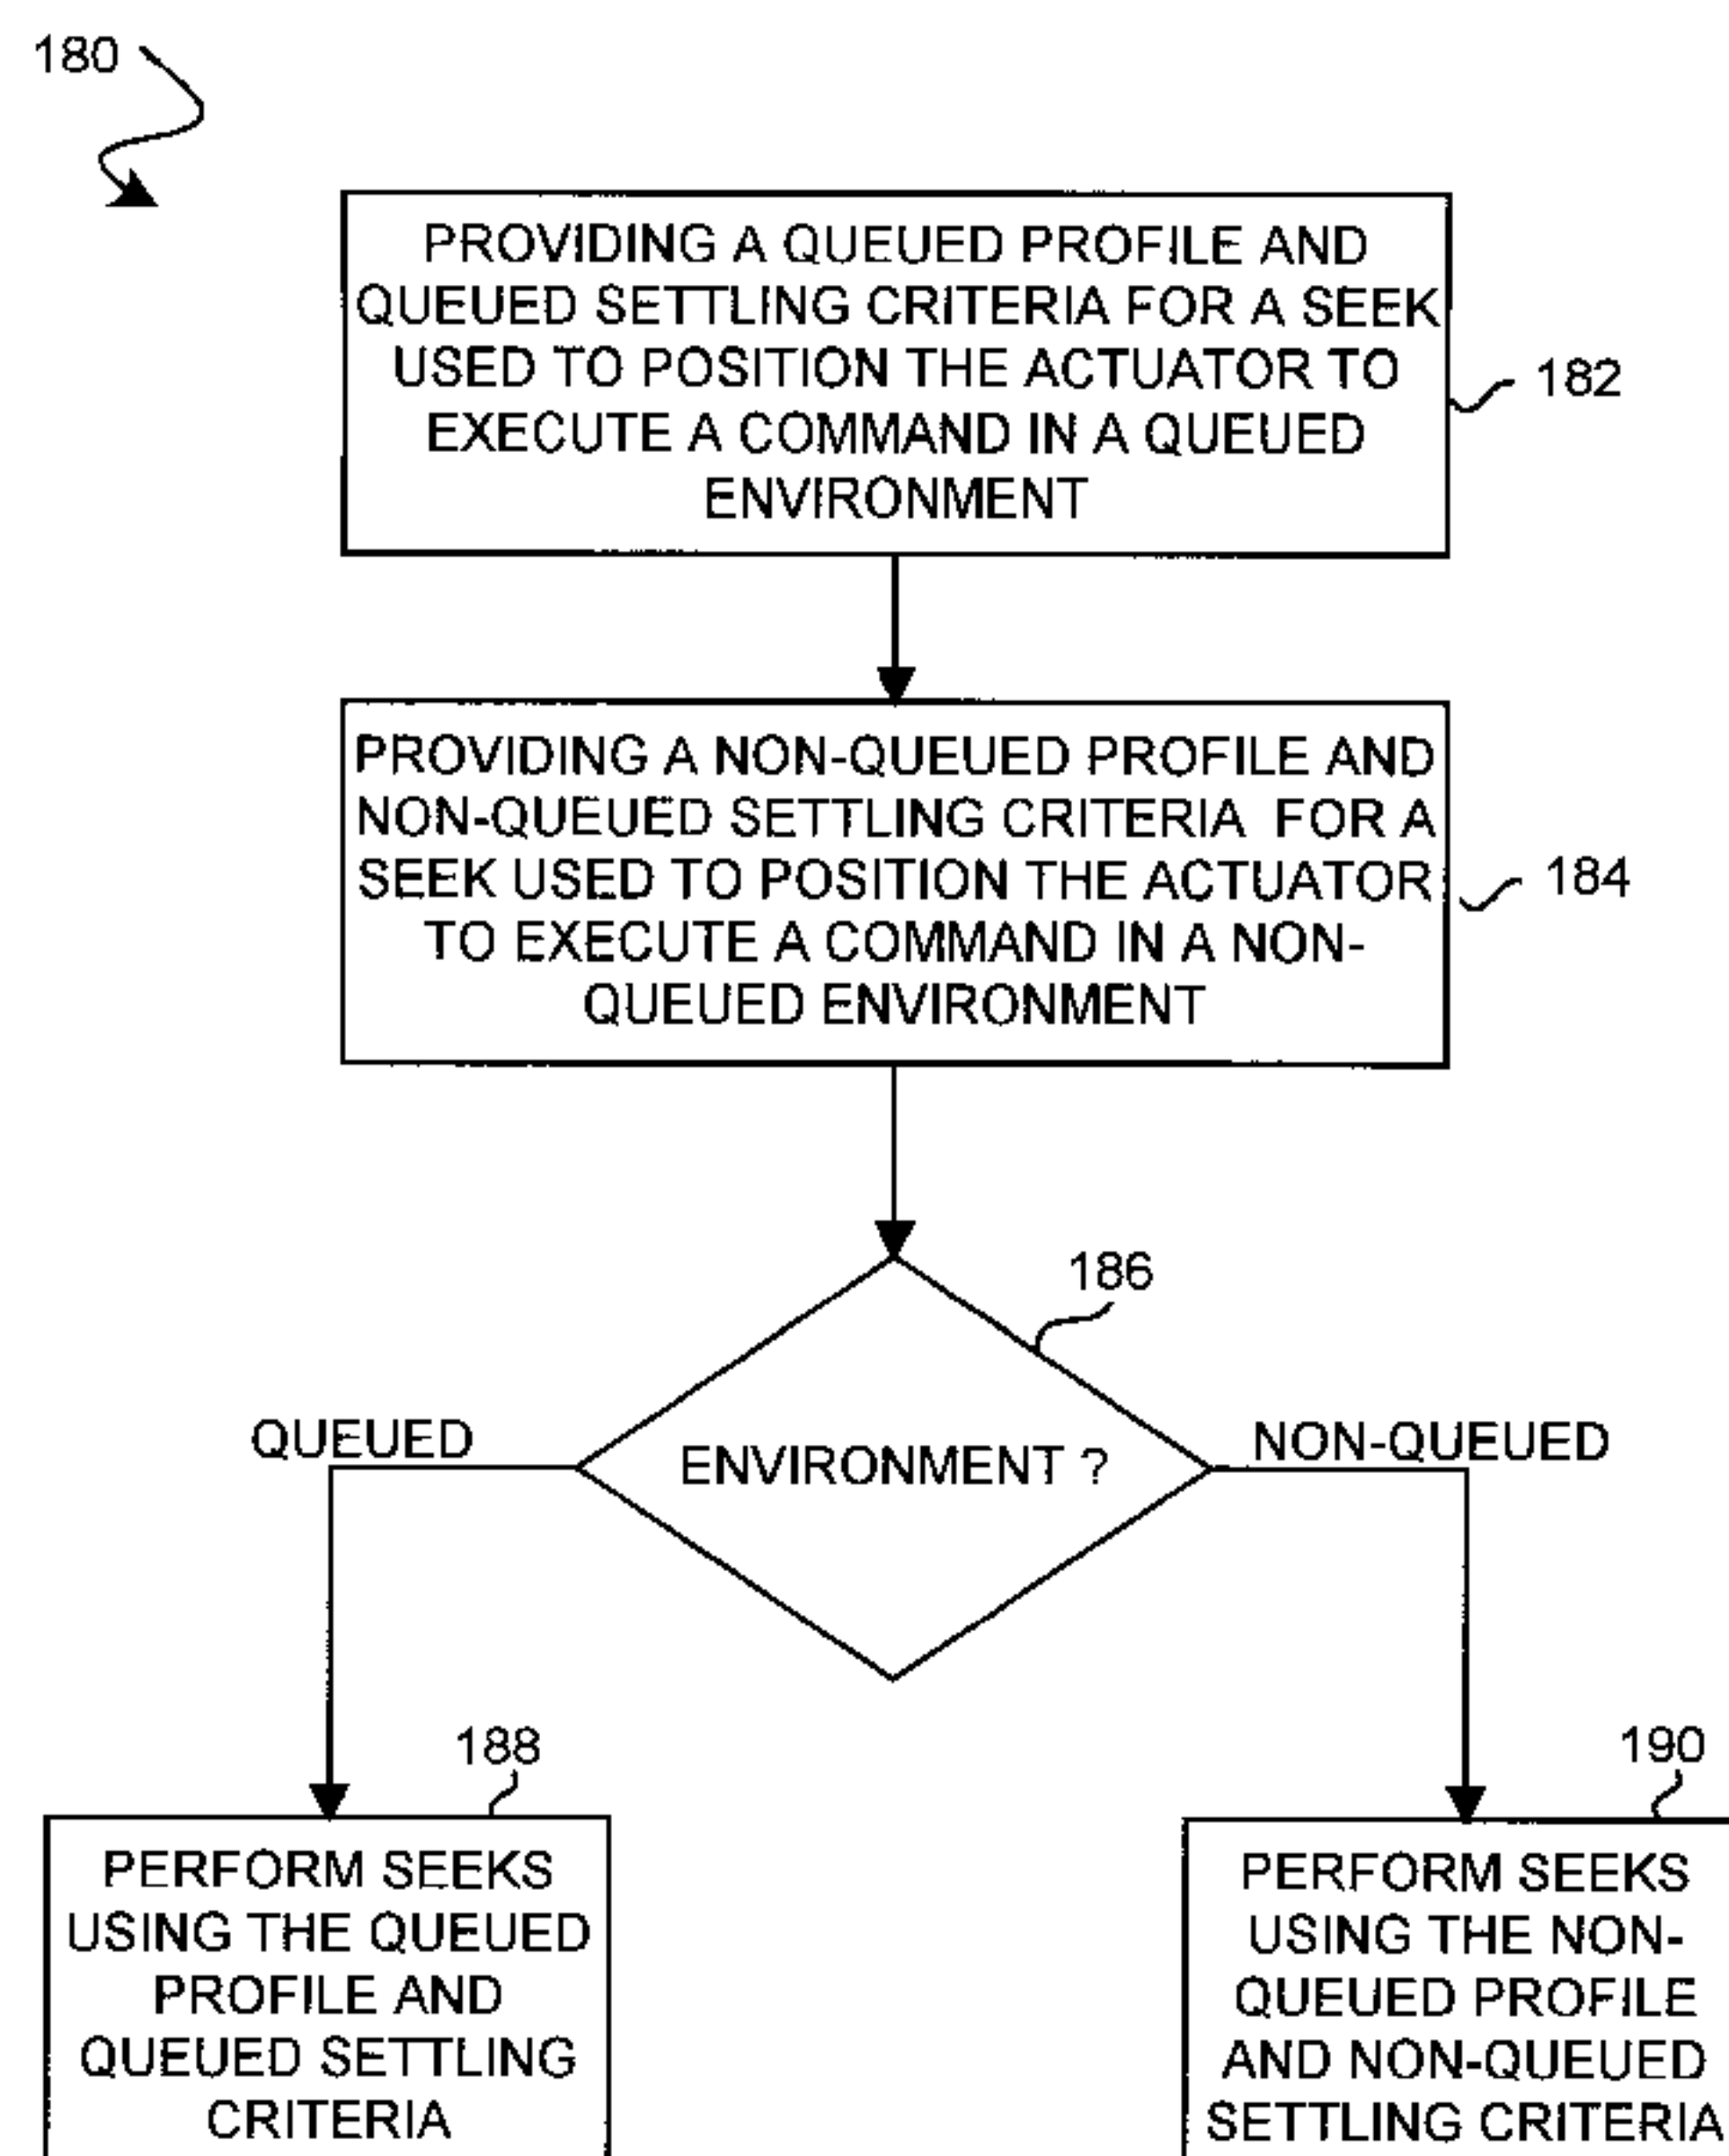 180
PROVIDING A QUEUED PROFILE AND
QUEUED SETTLING CRITERIA FOR A SEEK
USED TO POSITION THE ACTUATOR TO
EXECUTE A COMMAND IN A QUEUED
ENVIRONMENT
182
PROVIDING A NON-QUEUED PROFILE AND
NON-QUEUED SETTLING CRITERIA FOR A
SEEK USED TO POSITION THE ACTUATOR
TO EXECUTE A COMMAND IN A NON-
QUEUED ENVIRONMENT
184
186
ENVIRONMENT ?
QUEUED
NON-QUEUED
188
PERFORM SEEKS
USING THE QUEUED
PROFILE AND
QUEUED SETTLING
CRITERIA
190
PERFORM SEEKS
USING THE NON-
QUEUED PROFILE
AND NON-QUEUED
SETTLING CRITERIA